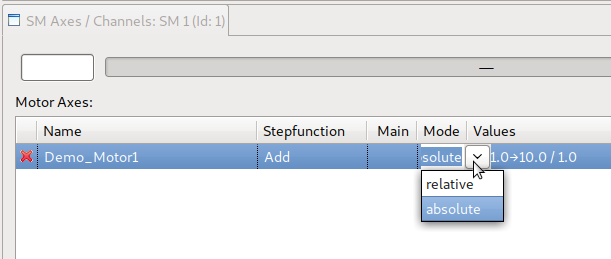 SM Axes / Channels: SM 1 (Id: 1)
—
Motor Axes:
Name Stepfunction Main Mode Values
Demo_Motor1 Add solute 1.0→10.0 / 1.0
relative
absolute